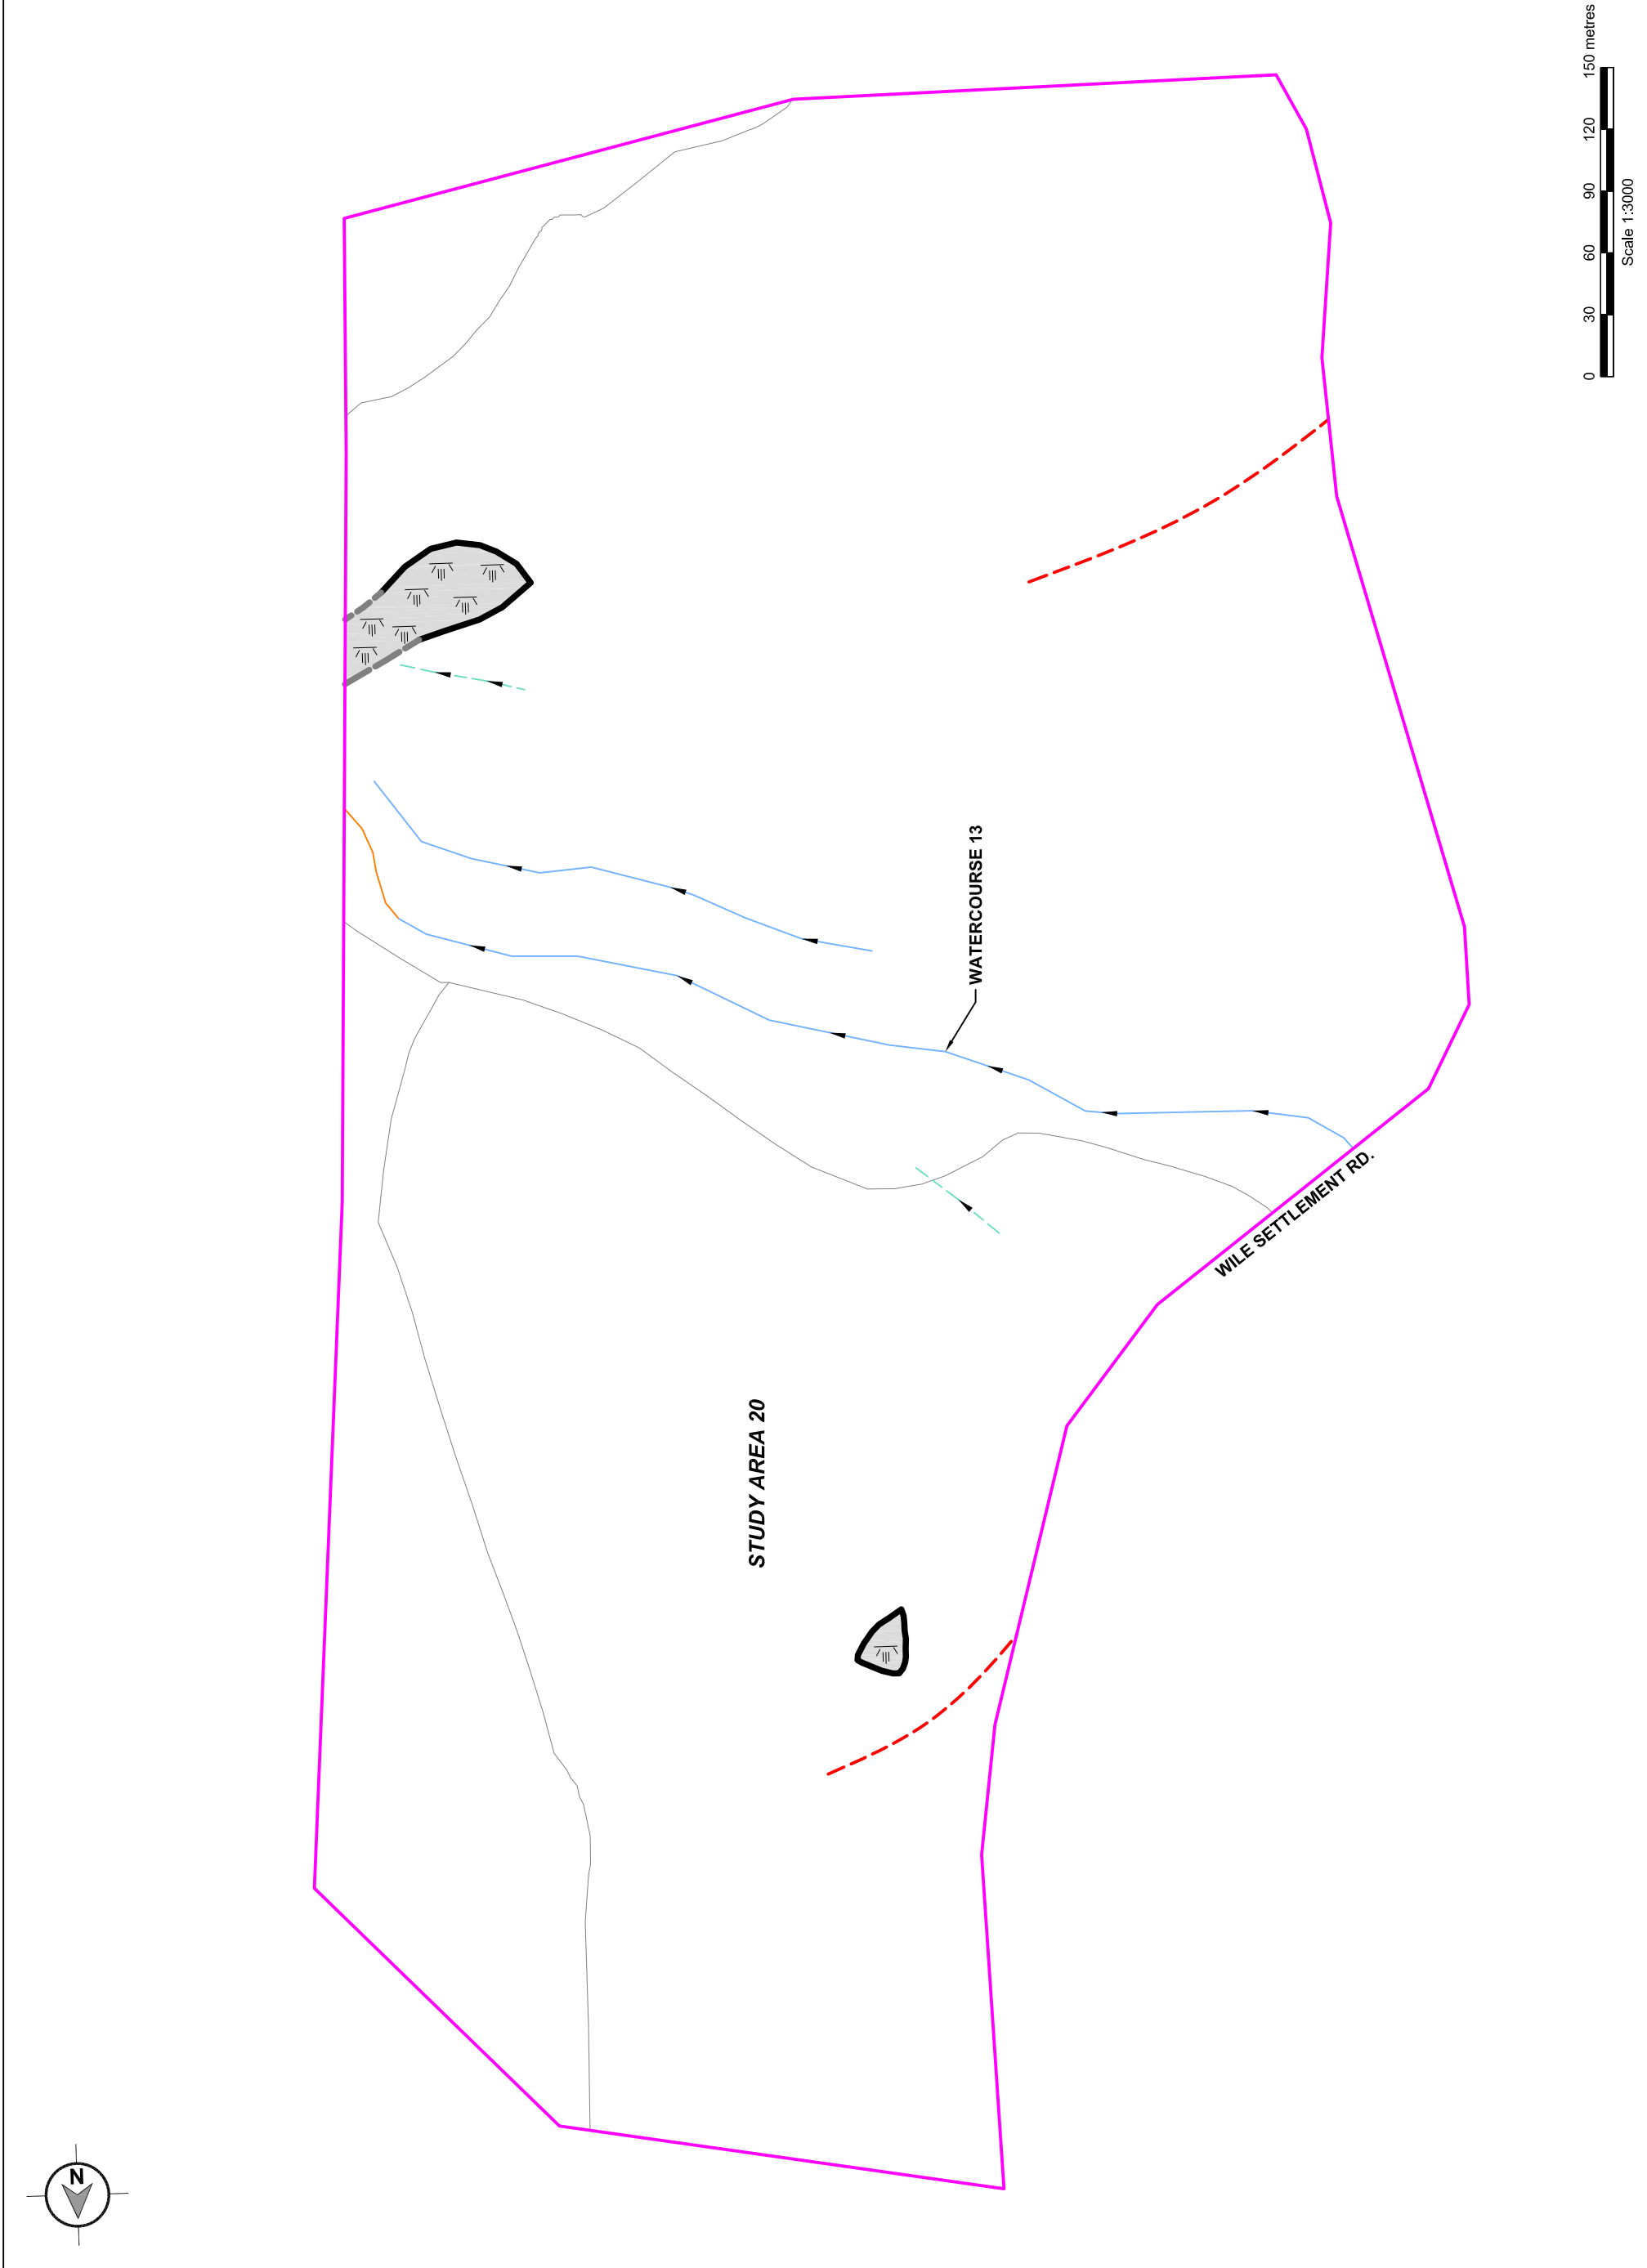 WATERCOURSE 13
WILE SETTLEMENT RD.
STUDY AREA 20
0 30 60 90 120 150 metres
Scale 1:3000
N